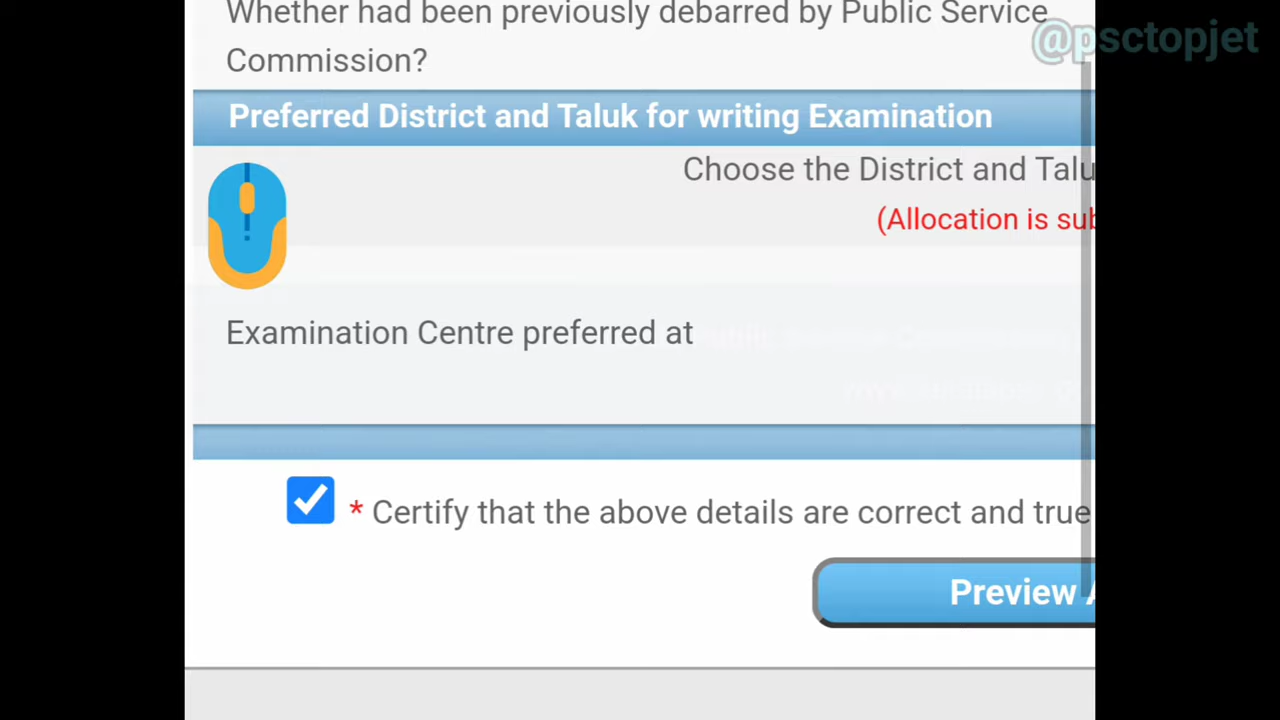 Whether had been previously debarred by Public Service
Commission?
@psctopjet
Preferred District and Taluk for writing Examination
Choose the District and Talu
(Allocation is sub
Examination Centre preferred at
* Certify that the above details are correct and true
Preview A